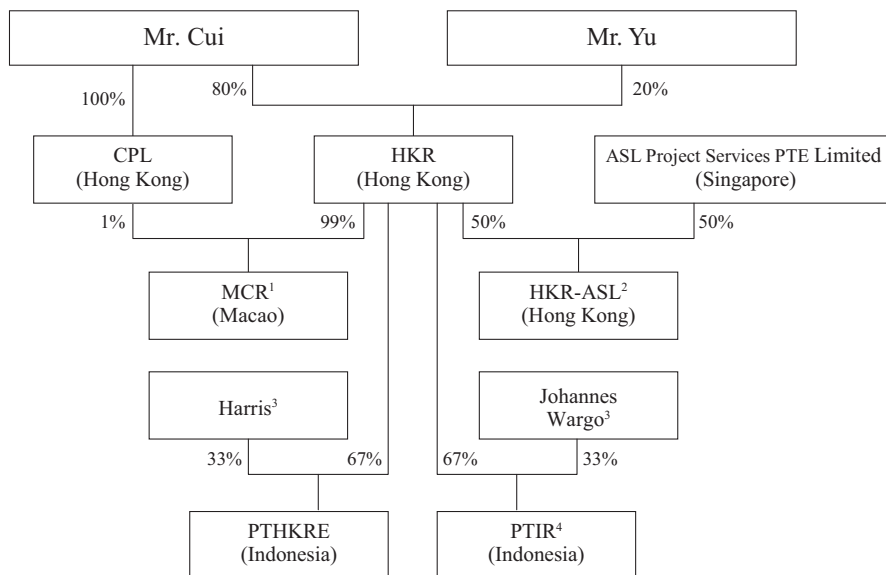 Mr. Cui
Mr. Yu
80%
20%
100%
CPL
(Hong Kong)
HKR
(Hong Kong)
ASL Project Services PTE Limited
(Singapore)
1%
99%
50%
50%
MCR¹
(Macao)
HKR-ASL²
(Hong Kong)
Harris³
Johannes
Wargo³
33%
67%
67%
33%
PTHKRE
(Indonesia)
PTIR⁴
(Indonesia)